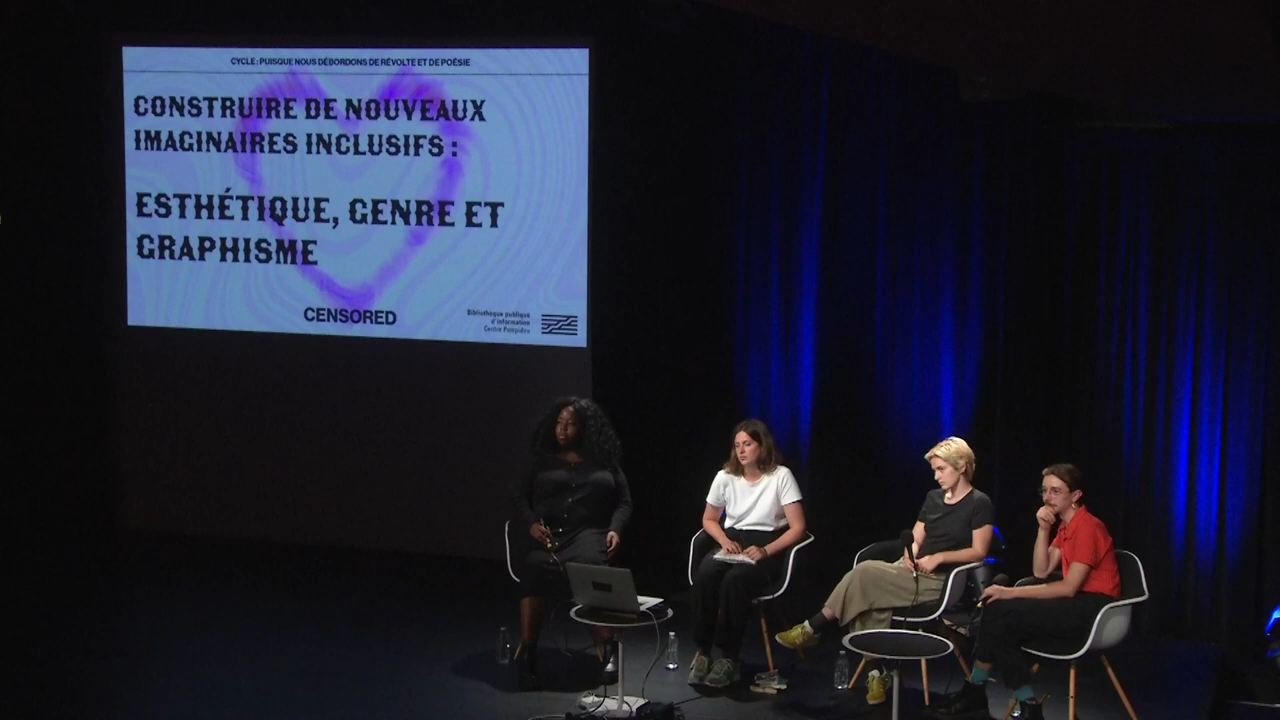 CYCLE : PUISQUE NOUS DÉBORDONS DE RÉVOLTE ET DE POÉSIE
CONSTRUIRE DE NOUVEAUX
IMAGINAIRES INCLUSIFS :
ESTHÉTIQUE, GENRE ET
GRAPHISME
CENSORED
Bibliothèque publique
d'information
Centre Pompidou